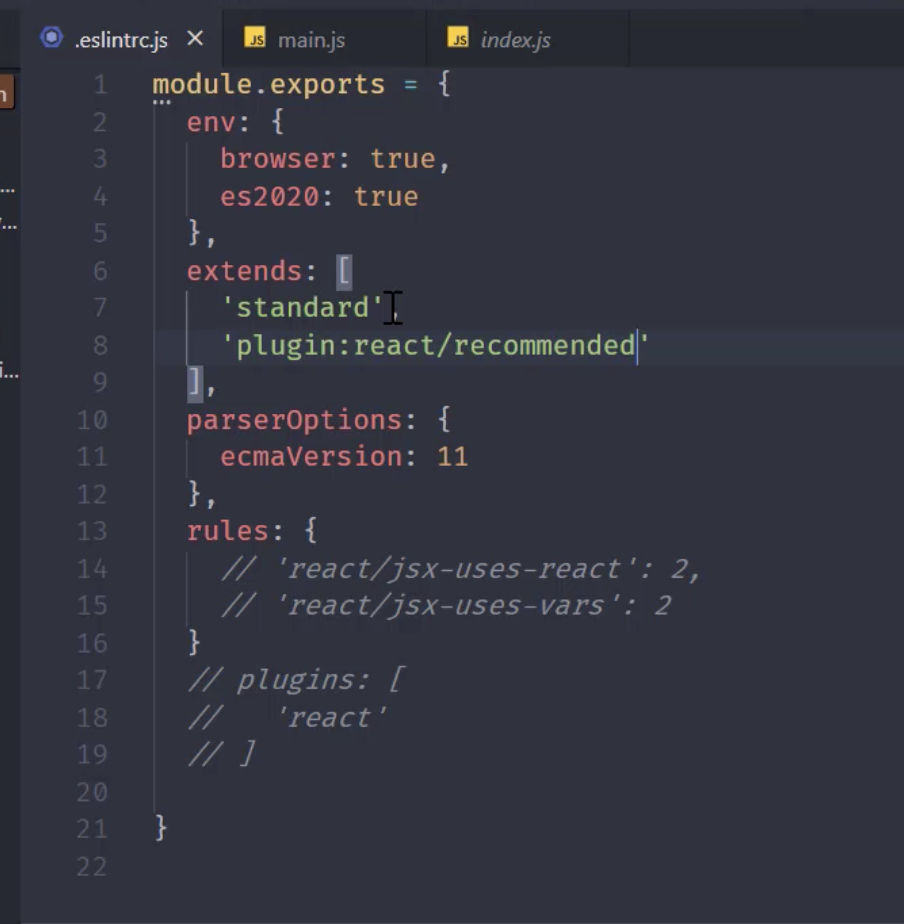 .eslintrc.js ✕ JS main.js JS index.js
1 module.exports = {
2 env: {
3 browser: true,
4 es2020: true
5 },
6 extends: [
7 'standard',
8 'plugin:react/recommended'
9 ],
10 parserOptions: {
11 ecmaVersion: 11
12 },
13 rules: {
14 // 'react/jsx-uses-react': 2,
15 // 'react/jsx-uses-vars': 2
16 }
17 // plugins: [
18 //   'react'
19 // ]
20
21 }
22